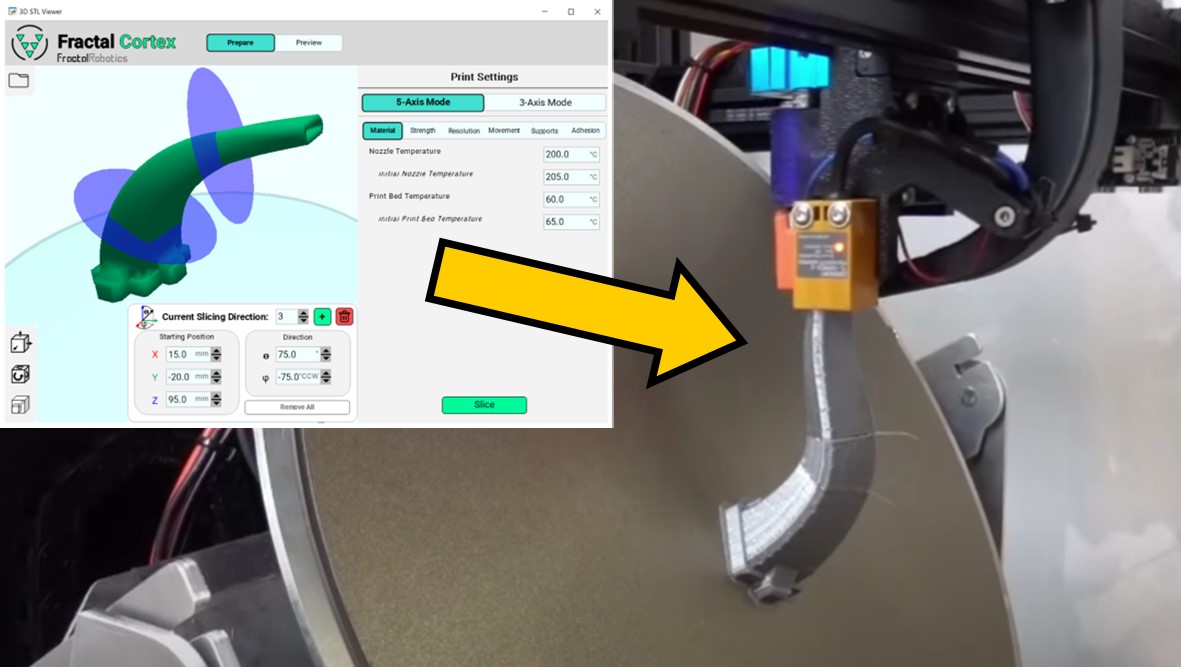 3D STL Viewer
Fractal Cortex
FractalRobotics
Prepare
Preview
Print Settings
5-Axis Mode
3-Axis Mode
Material
Strength
Resolution
Movement
Supports
Adhesion
Nozzle Temperature
200.0 °C
Initial Nozzle Temperature
205.0 °C
Print Bed Temperature
60.0 °C
Initial Print Bed Temperature
65.0 °C
Current Slicing Direction: 3
+
Starting Position
X 15.0 mm
Y -20.0 mm
Z 95.0 mm
Direction
θ 75.0 °
φ -75.0 °CCW
Remove All
Slice